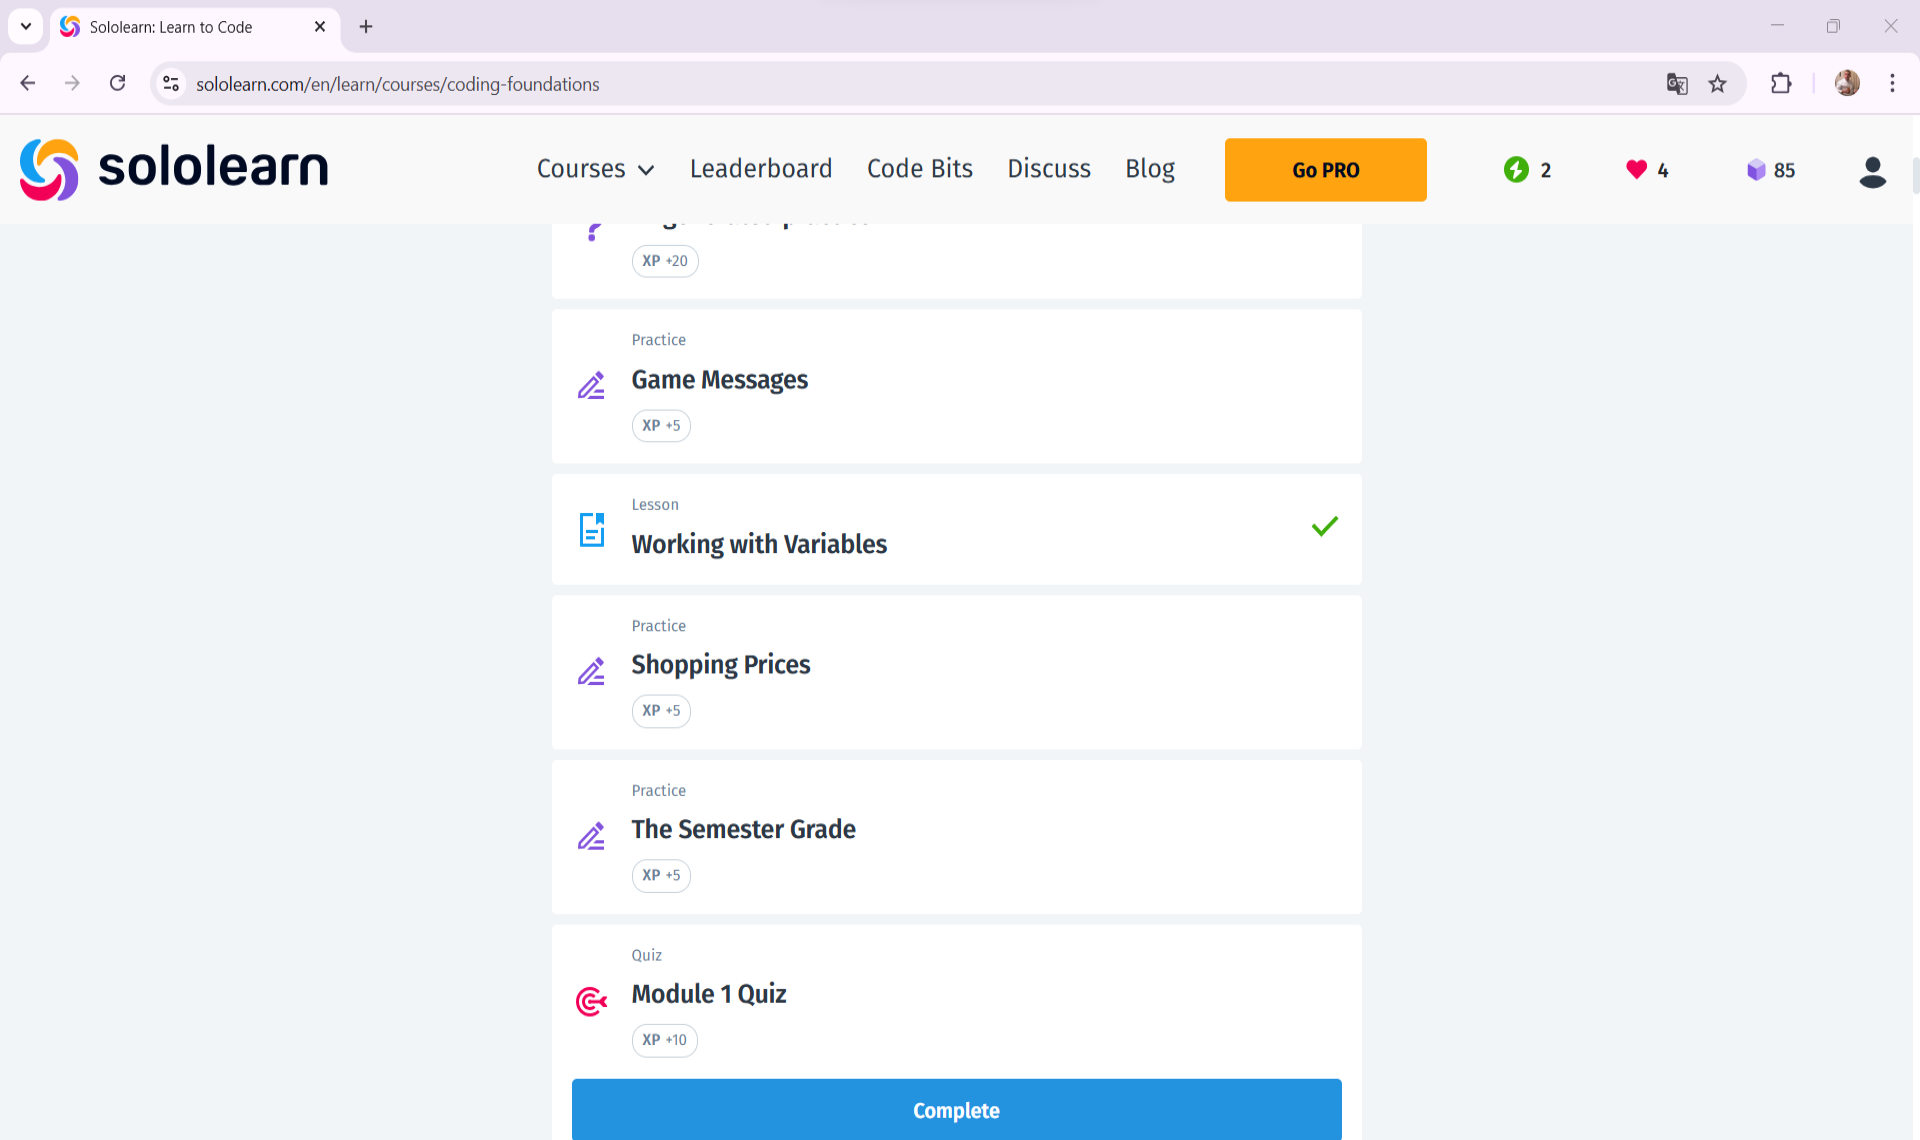 Sololearn: Learn to Code
sololearn.com/en/learn/courses/coding-foundations
sololearn
Courses
Leaderboard
Code Bits
Discuss
Blog
Go PRO
2
4
85
XP +20
Practice
Game Messages
XP +5
Lesson
Working with Variables
Practice
Shopping Prices
XP +5
Practice
The Semester Grade
XP +5
Quiz
Module 1 Quiz
XP +10
Complete